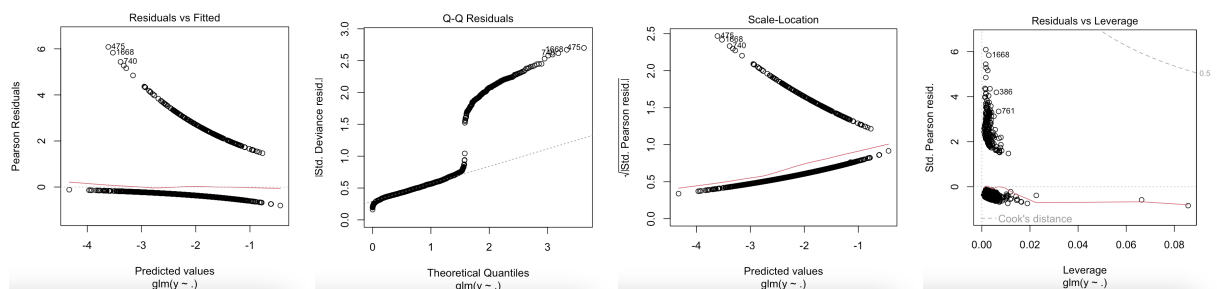 Residuals vs Fitted
Pearson Residuals
6
4
2
0
475
1668
740
-4
-3
-2
-1
Predicted values
glm(y ~ .)
Q-Q Residuals
|Std. Deviance resid.|
3.0
2.5
2.0
1.5
1.0
0.5
0.0
1668
475
0
1
2
3
Theoretical Quantiles
glm(y ~ .)
Scale-Location
√|Std. Pearson resid.|
2.5
2.0
1.5
1.0
0.5
0.0
475
1668
740
-4
-3
-2
-1
Predicted values
glm(y ~ .)
Residuals vs Leverage
Std. Pearson resid.
6
4
2
0
1668
386
761
0.5
Cook's distance
0.00
0.02
0.04
0.06
0.08
Leverage
glm(y ~ .)